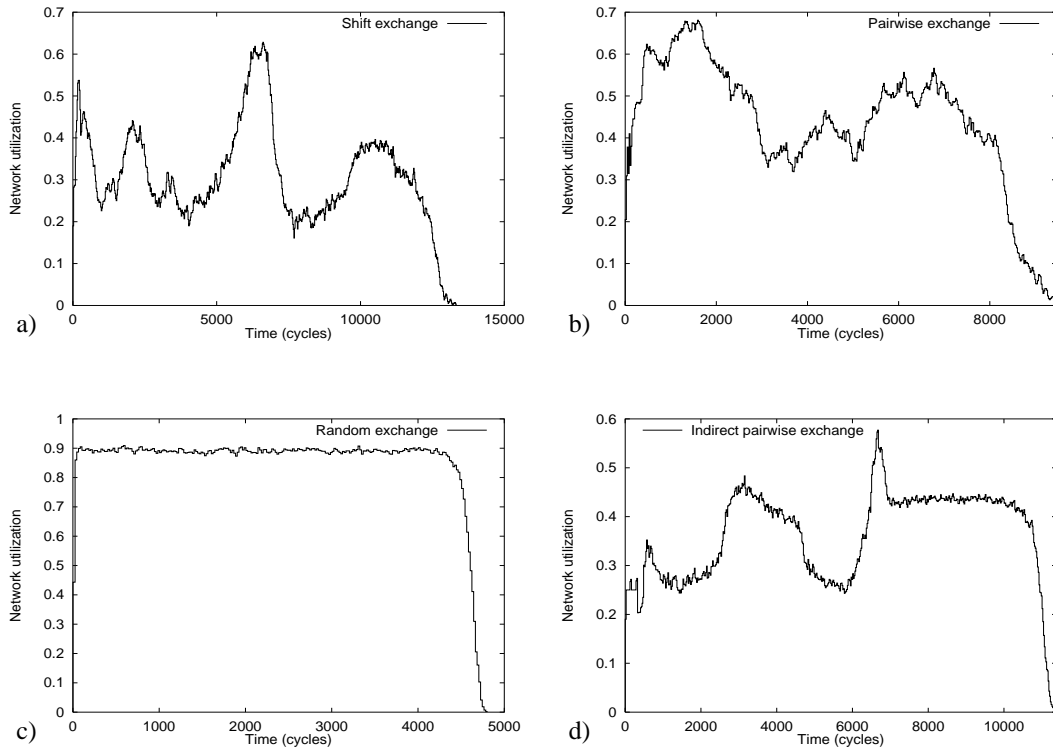 Shift exchange
Network utilization
0.7
0.6
0.5
0.4
0.3
0.2
0.1
0
0 5000 10000 15000
Time (cycles)
a)
Pairwise exchange
Network utilization
0.7
0.6
0.5
0.4
0.3
0.2
0.1
0
0 2000 4000 6000 8000
Time (cycles)
b)
Random exchange
Network utilization
1
0.9
0.8
0.7
0.6
0.5
0.4
0.3
0.2
0.1
0
0 1000 2000 3000 4000 5000
Time (cycles)
c)
Indirect pairwise exchange
Network utilization
0.6
0.5
0.4
0.3
0.2
0.1
0
0 2000 4000 6000 8000 10000
Time (cycles)
d)